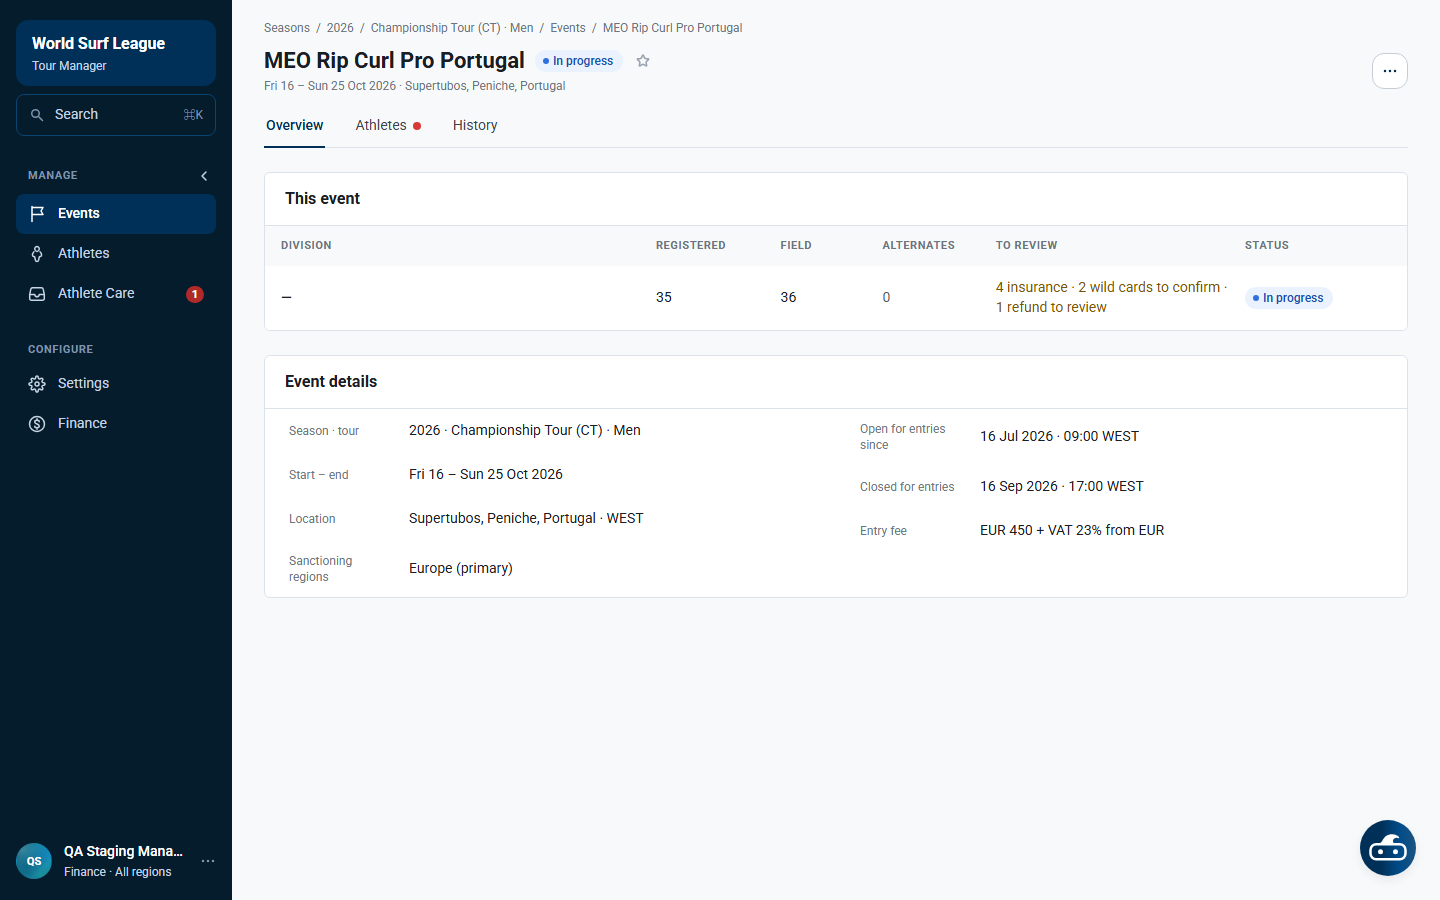 World Surf League
Tour Manager
Search ⌘K
MANAGE
Events
Athletes
Athlete Care 1
CONFIGURE
Settings
Finance
QS
QA Staging Mana...
Finance · All regions
Seasons / 2026 / Championship Tour (CT) · Men / Events / MEO Rip Curl Pro Portugal
MEO Rip Curl Pro Portugal In progress
Fri 16 – Sun 25 Oct 2026 · Supertubos, Peniche, Portugal
Overview Athletes History
This event
DIVISION REGISTERED FIELD ALTERNATES TO REVIEW STATUS
— 35 36 0 4 insurance · 2 wild cards to confirm · In progress
1 refund to review
Event details
Season · tour 2026 · Championship Tour (CT) · Men
Start – end Fri 16 – Sun 25 Oct 2026
Location Supertubos, Peniche, Portugal · WEST
Sanctioning
regions Europe (primary)
Open for entries
since 16 Jul 2026 · 09:00 WEST
Closed for entries 16 Sep 2026 · 17:00 WEST
Entry fee EUR 450 + VAT 23% from EUR